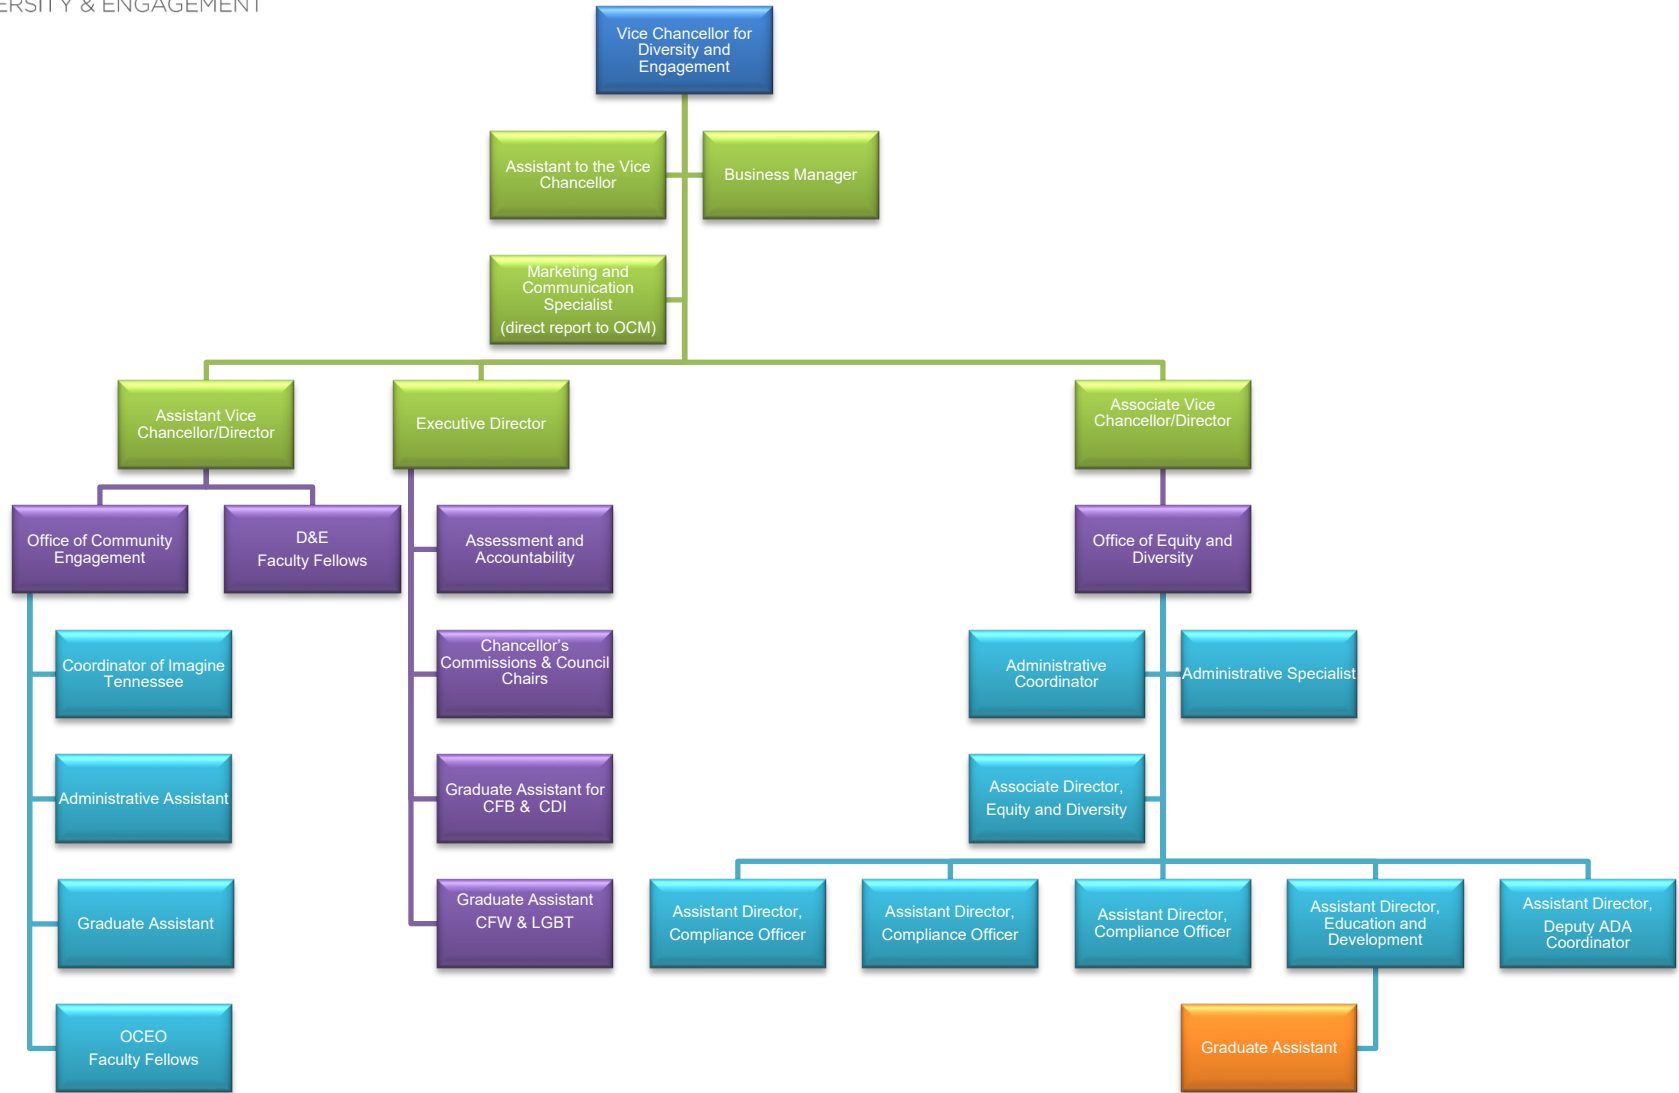 & ENGAGEMENT
Vice Chancellor for
Diversity and
Engagement
Assistant to the Vice
Chancellor
Business Manager
Marketing and
Communication
Specialist
(direct report to OCM)
Assistant Vice
Chancellor/Director
Executive Director
Associate Vice
Chancellor/Director
Office of Community
Engagement
D&E
Faculty Fellows
Assessment and
Accountability
Office of Equity and
Diversity
Coordinator of Imagine
Tennessee
Chancellor’s
Commissions & Council
Chairs
Administrative
Coordinator
Administrative Specialist
Administrative Assistant
Graduate Assistant for
CFB & CDI
Associate Director,
Equity and Diversity
Graduate Assistant
Graduate Assistant
CFW & LGBT
Assistant Director,
Compliance Officer
Assistant Director,
Compliance Officer
Assistant Director,
Compliance Officer
Assistant Director,
Education and
Development
Assistant Director,
Deputy ADA
Coordinator
OCEO
Faculty Fellows
Graduate Assistant